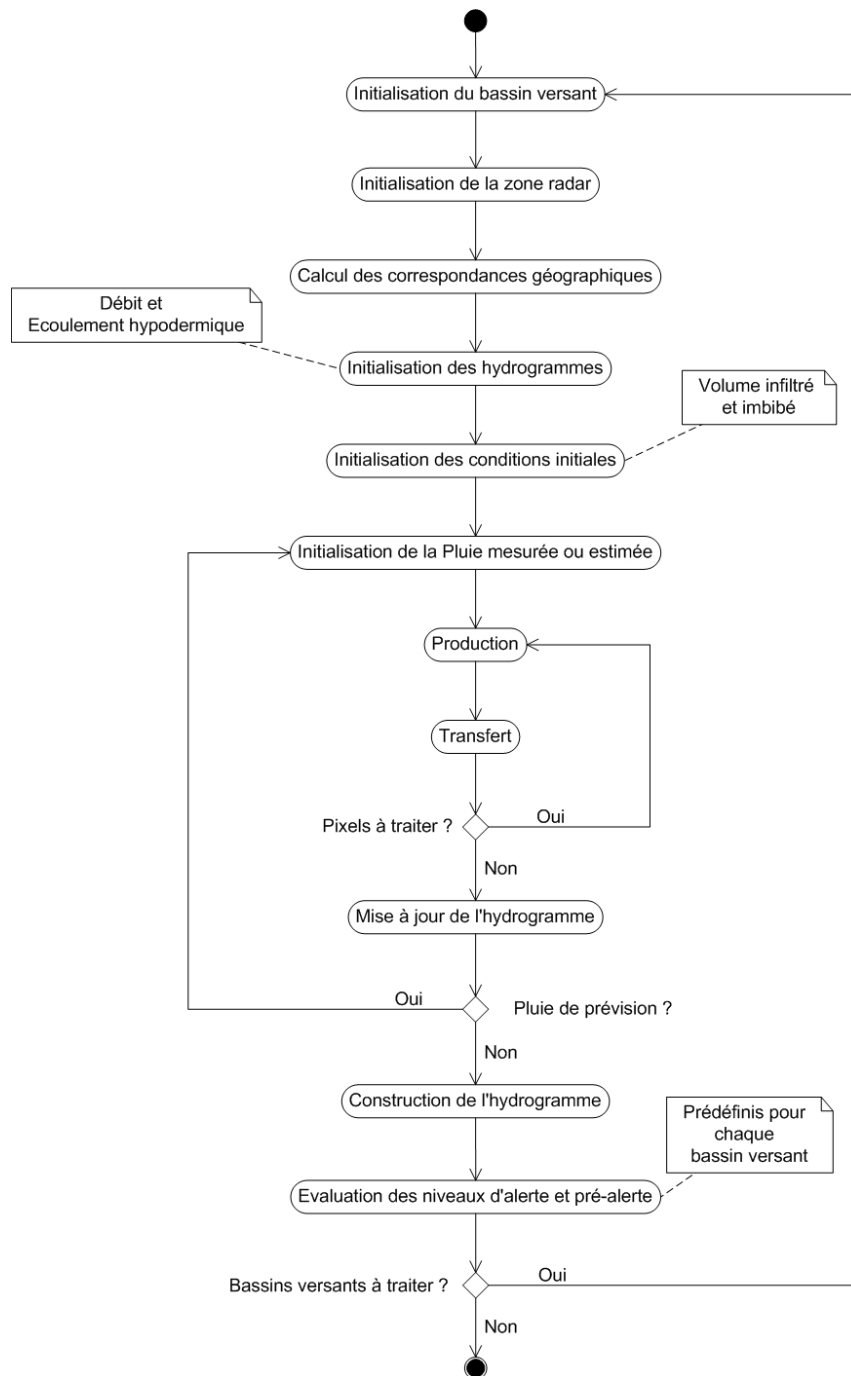 Initialisation du bassin versant
Initialisation de la zone radar
Calcul des correspondances géographiques
Débit et
Ecoulement hypodermique
Initialisation des hydrogrammes
Volume infiltré
et imbibé
Initialisation des conditions initiales
Initialisation de la Pluie mesurée ou estimée
Production
Transfert
Pixels à traiter ?
Oui
Non
Mise à jour de l'hydrogramme
Oui
Pluie de prévision ?
Non
Construction de l'hydrogramme
Prédéfinis pour
chaque
bassin versant
Evaluation des niveaux d'alerte et pré-alerte
Bassins versants à traiter ?
Oui
Non